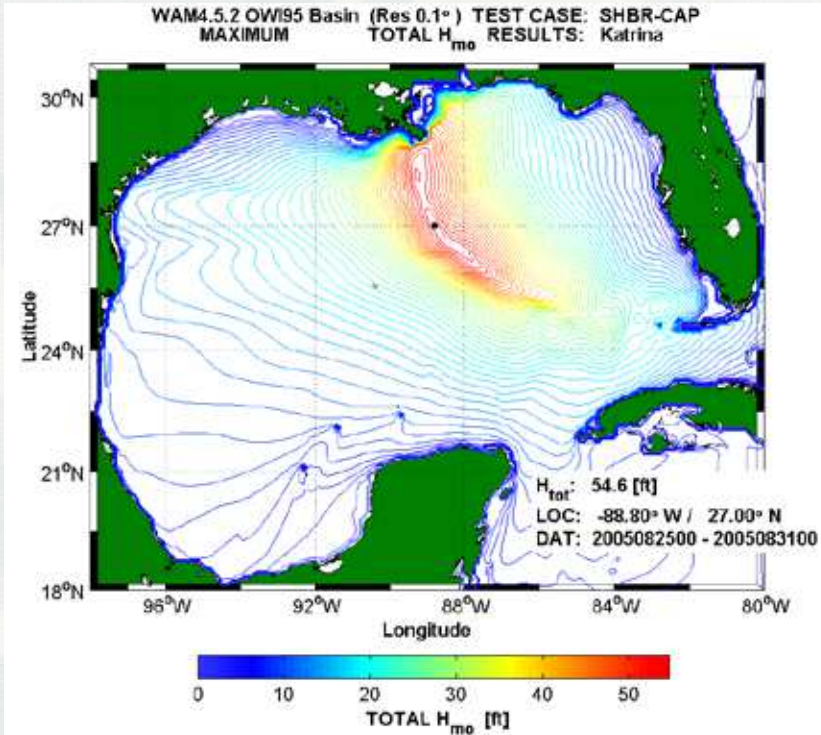 WAM4.5.2 OWI95 Basin (Res 0.1°) TEST CASE: SHBR-CAP
MAXIMUM TOTAL Hmo RESULTS: Katrina
30°N
27°N
24°N
21°N
18°N
Latitude
Htot: 54.6 [ft]
LOC: -88.80° W / 27.00° N
DAT: 2005082500 - 2005083100
96°W 92°W 88°W 84°W 80°W
Longitude
0 10 20 30 40 50
TOTAL Hmo [ft]